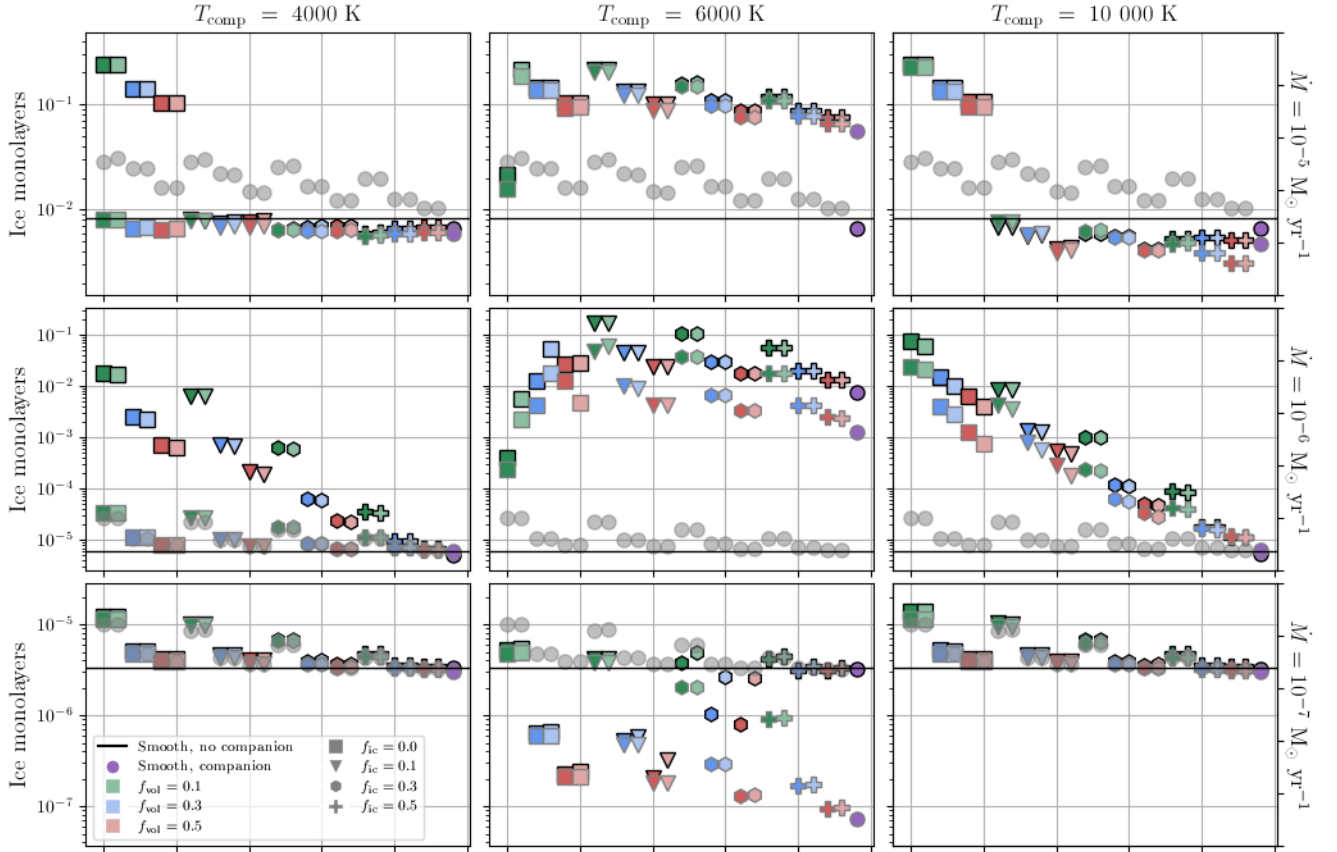 T_comp = 4000 K
T_comp = 6000 K
T_comp = 10 000 K
Ice monolayers
10⁻¹
10⁻²
Ṁ = 10⁻⁵ M☉ yr⁻¹
Ice monolayers
10⁻¹
10⁻²
10⁻³
10⁻⁴
10⁻⁵
Ṁ = 10⁻⁶ M☉ yr⁻¹
Ice monolayers
10⁻⁵
10⁻⁶
10⁻⁷
Ṁ = 10⁻⁷ M☉ yr⁻¹
Smooth, no companion
Smooth, companion
f_vol = 0.1
f_vol = 0.3
f_vol = 0.5
f_ic = 0.0
f_ic = 0.1
f_ic = 0.3
f_ic = 0.5